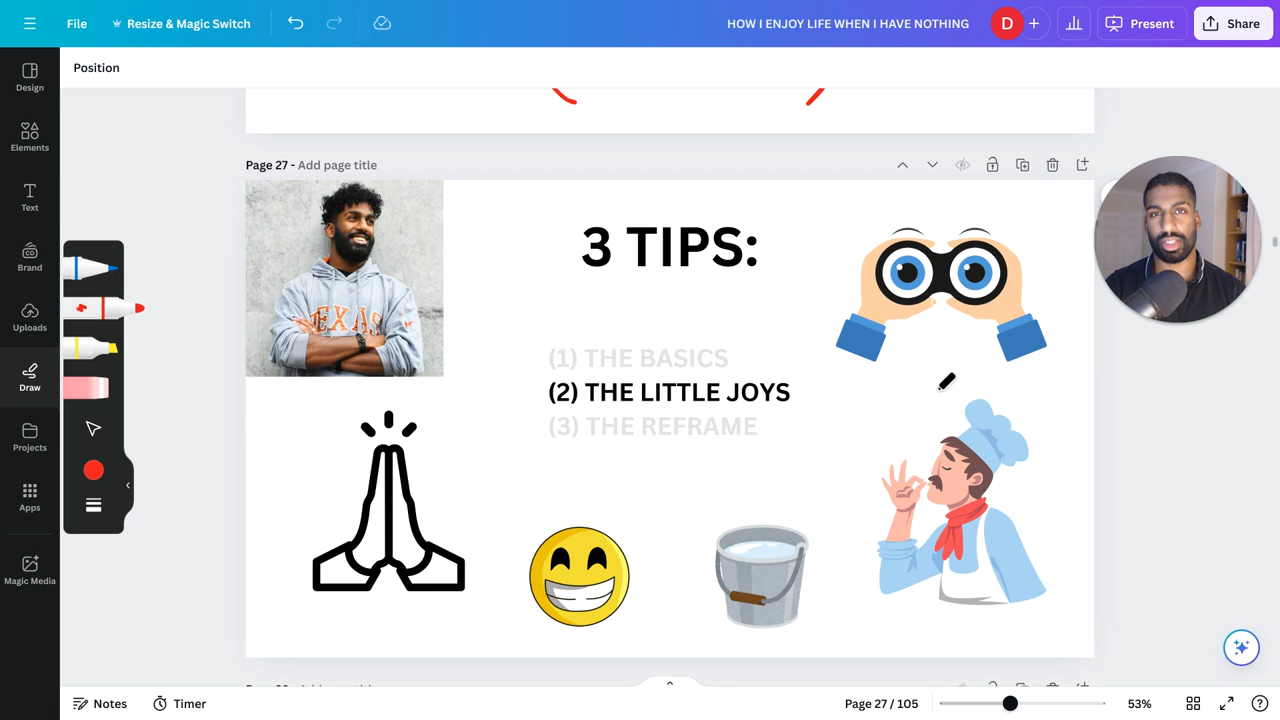 File
Resize & Magic Switch
HOW I ENJOY LIFE WHEN I HAVE NOTHING
D
Present
Share
Position
Design
Elements
Text
Brand
Uploads
Draw
Projects
Apps
Magic Media
Page 27 - Add page title
3 TIPS:
TEXAS
(1) THE BASICS
(2) THE LITTLE JOYS
(3) THE REFRAME
Notes
Timer
Page 27 / 105
53%